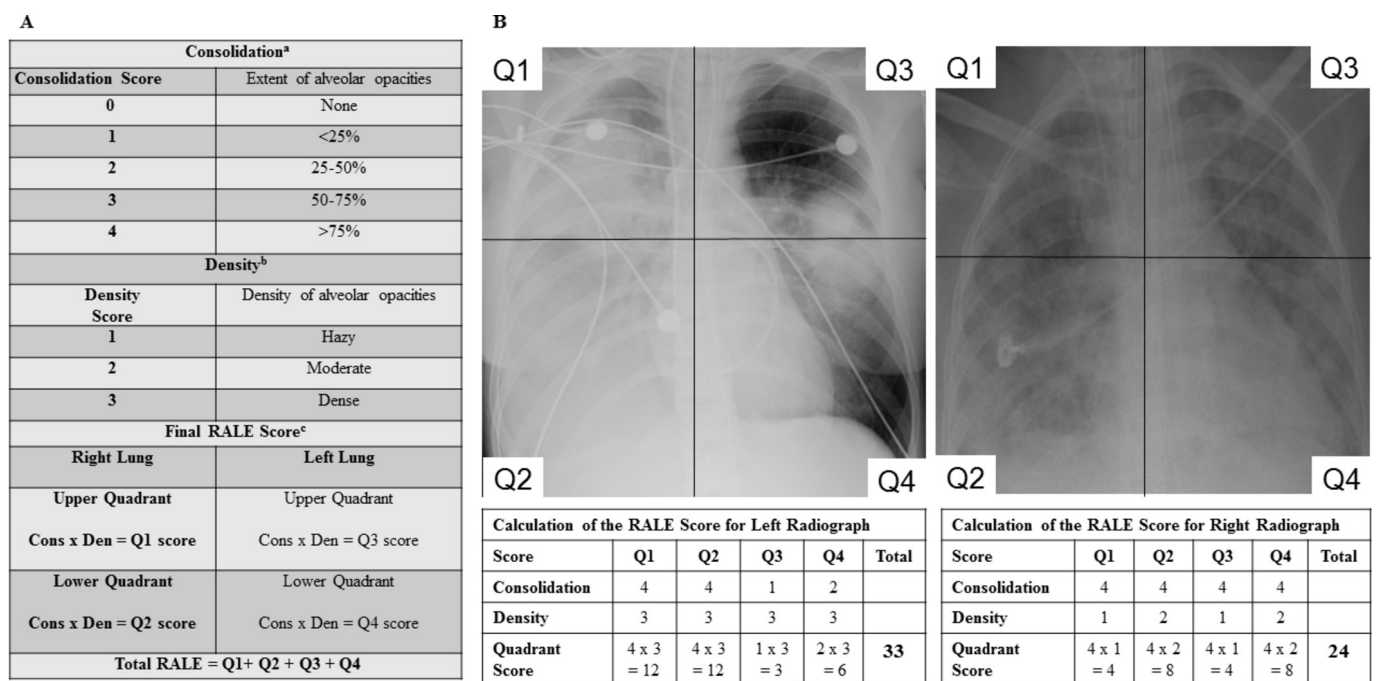 A
Consolidationᵃ
Consolidation Score Extent of alveolar opacities
0 None
1 <25%
2 25-50%
3 50-75%
4 >75%
Densityᵇ
Density Density of alveolar opacities
Score
1 Hazy
2 Moderate
3 Dense
Final RALE Scoreᶜ
Right Lung Left Lung
Upper Quadrant Upper Quadrant
Cons x Den = Q1 score Cons x Den = Q3 score
Lower Quadrant Lower Quadrant
Cons x Den = Q2 score Cons x Den = Q4 score
Total RALE = Q1+ Q2 + Q3 + Q4
B
Q1 Q3
Q2 Q4
Calculation of the RALE Score for Left Radiograph
Score Q1 Q2 Q3 Q4 Total
Consolidation 4 4 1 2
Density 3 3 3 3
Quadrant 4 x 3 4 x 3 1 x 3 2 x 3 33
Score = 12 = 12 = 3 = 6
Q1 Q3
Q2 Q4
Calculation of the RALE Score for Right Radiograph
Score Q1 Q2 Q3 Q4 Total
Consolidation 4 4 4 4
Density 1 2 1 2
Quadrant 4 x 1 4 x 2 4 x 1 4 x 2 24
Score = 4 = 8 = 4 = 8